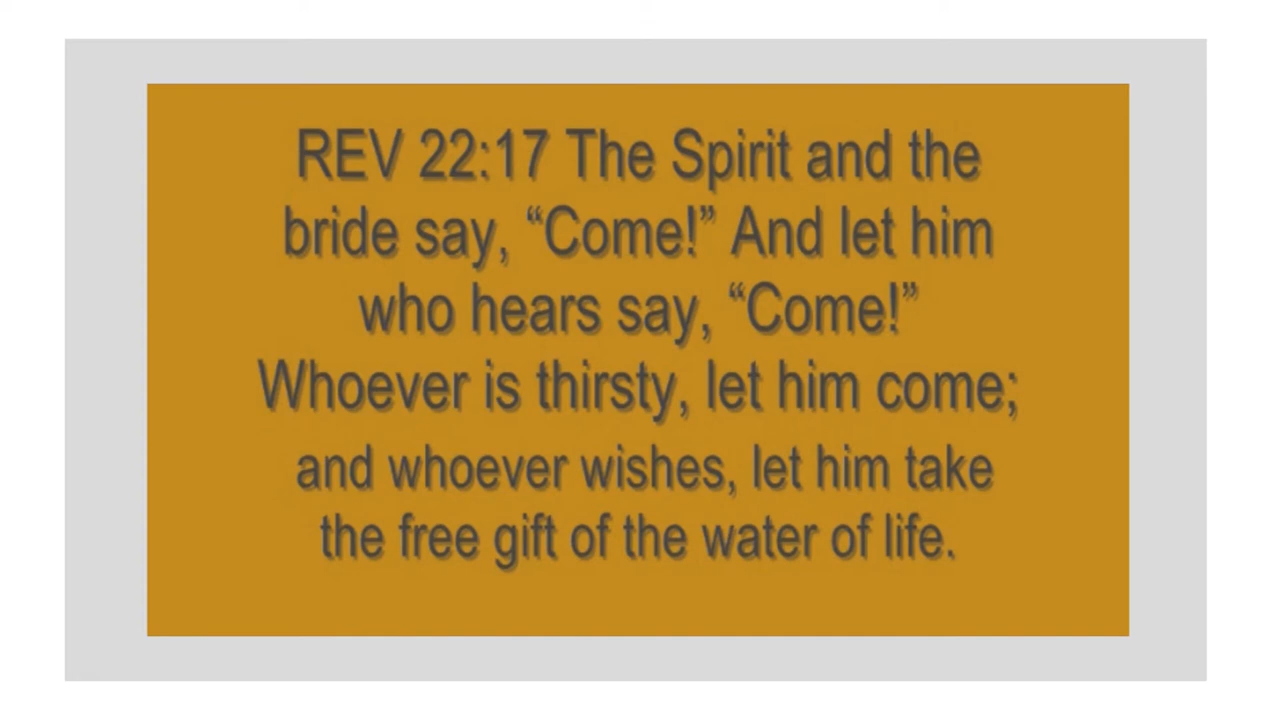 REV 22:17 The Spirit and the
bride say, “Come!” And let him
who hears say, “Come!”
Whoever is thirsty, let him come;
and whoever wishes, let him take
the free gift of the water of life.